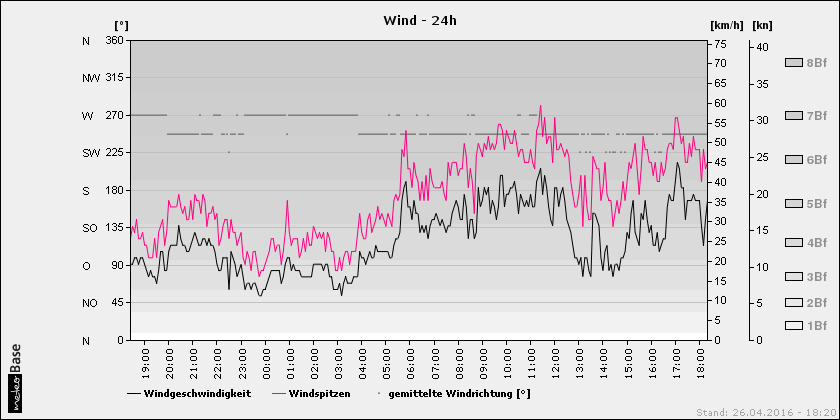 Wind - 24h
[°] [km/h] [kn]
N 360 75 40
NW 315 70 35 8Bf
W 270 65 30 7Bf
SW 225 60 25 6Bf
S 180 55 20 5Bf
SO 135 50 15 4Bf
O 90 45 10 3Bf
NO 45 40 5 2Bf
N 0 35 0 1Bf
30
25
20
15
10
5
0
19:00 20:00 21:00 22:00 23:00 00:00 01:00 02:00 03:00 04:00 05:00 06:00 07:00 08:00 09:00 10:00 11:00 12:00 13:00 14:00 15:00 16:00 17:00 18:00
Windgeschwindigkeit Windspitzen gemittelte Windrichtung [°]
meteoBase
Stand: 26.04.2016 - 18:20